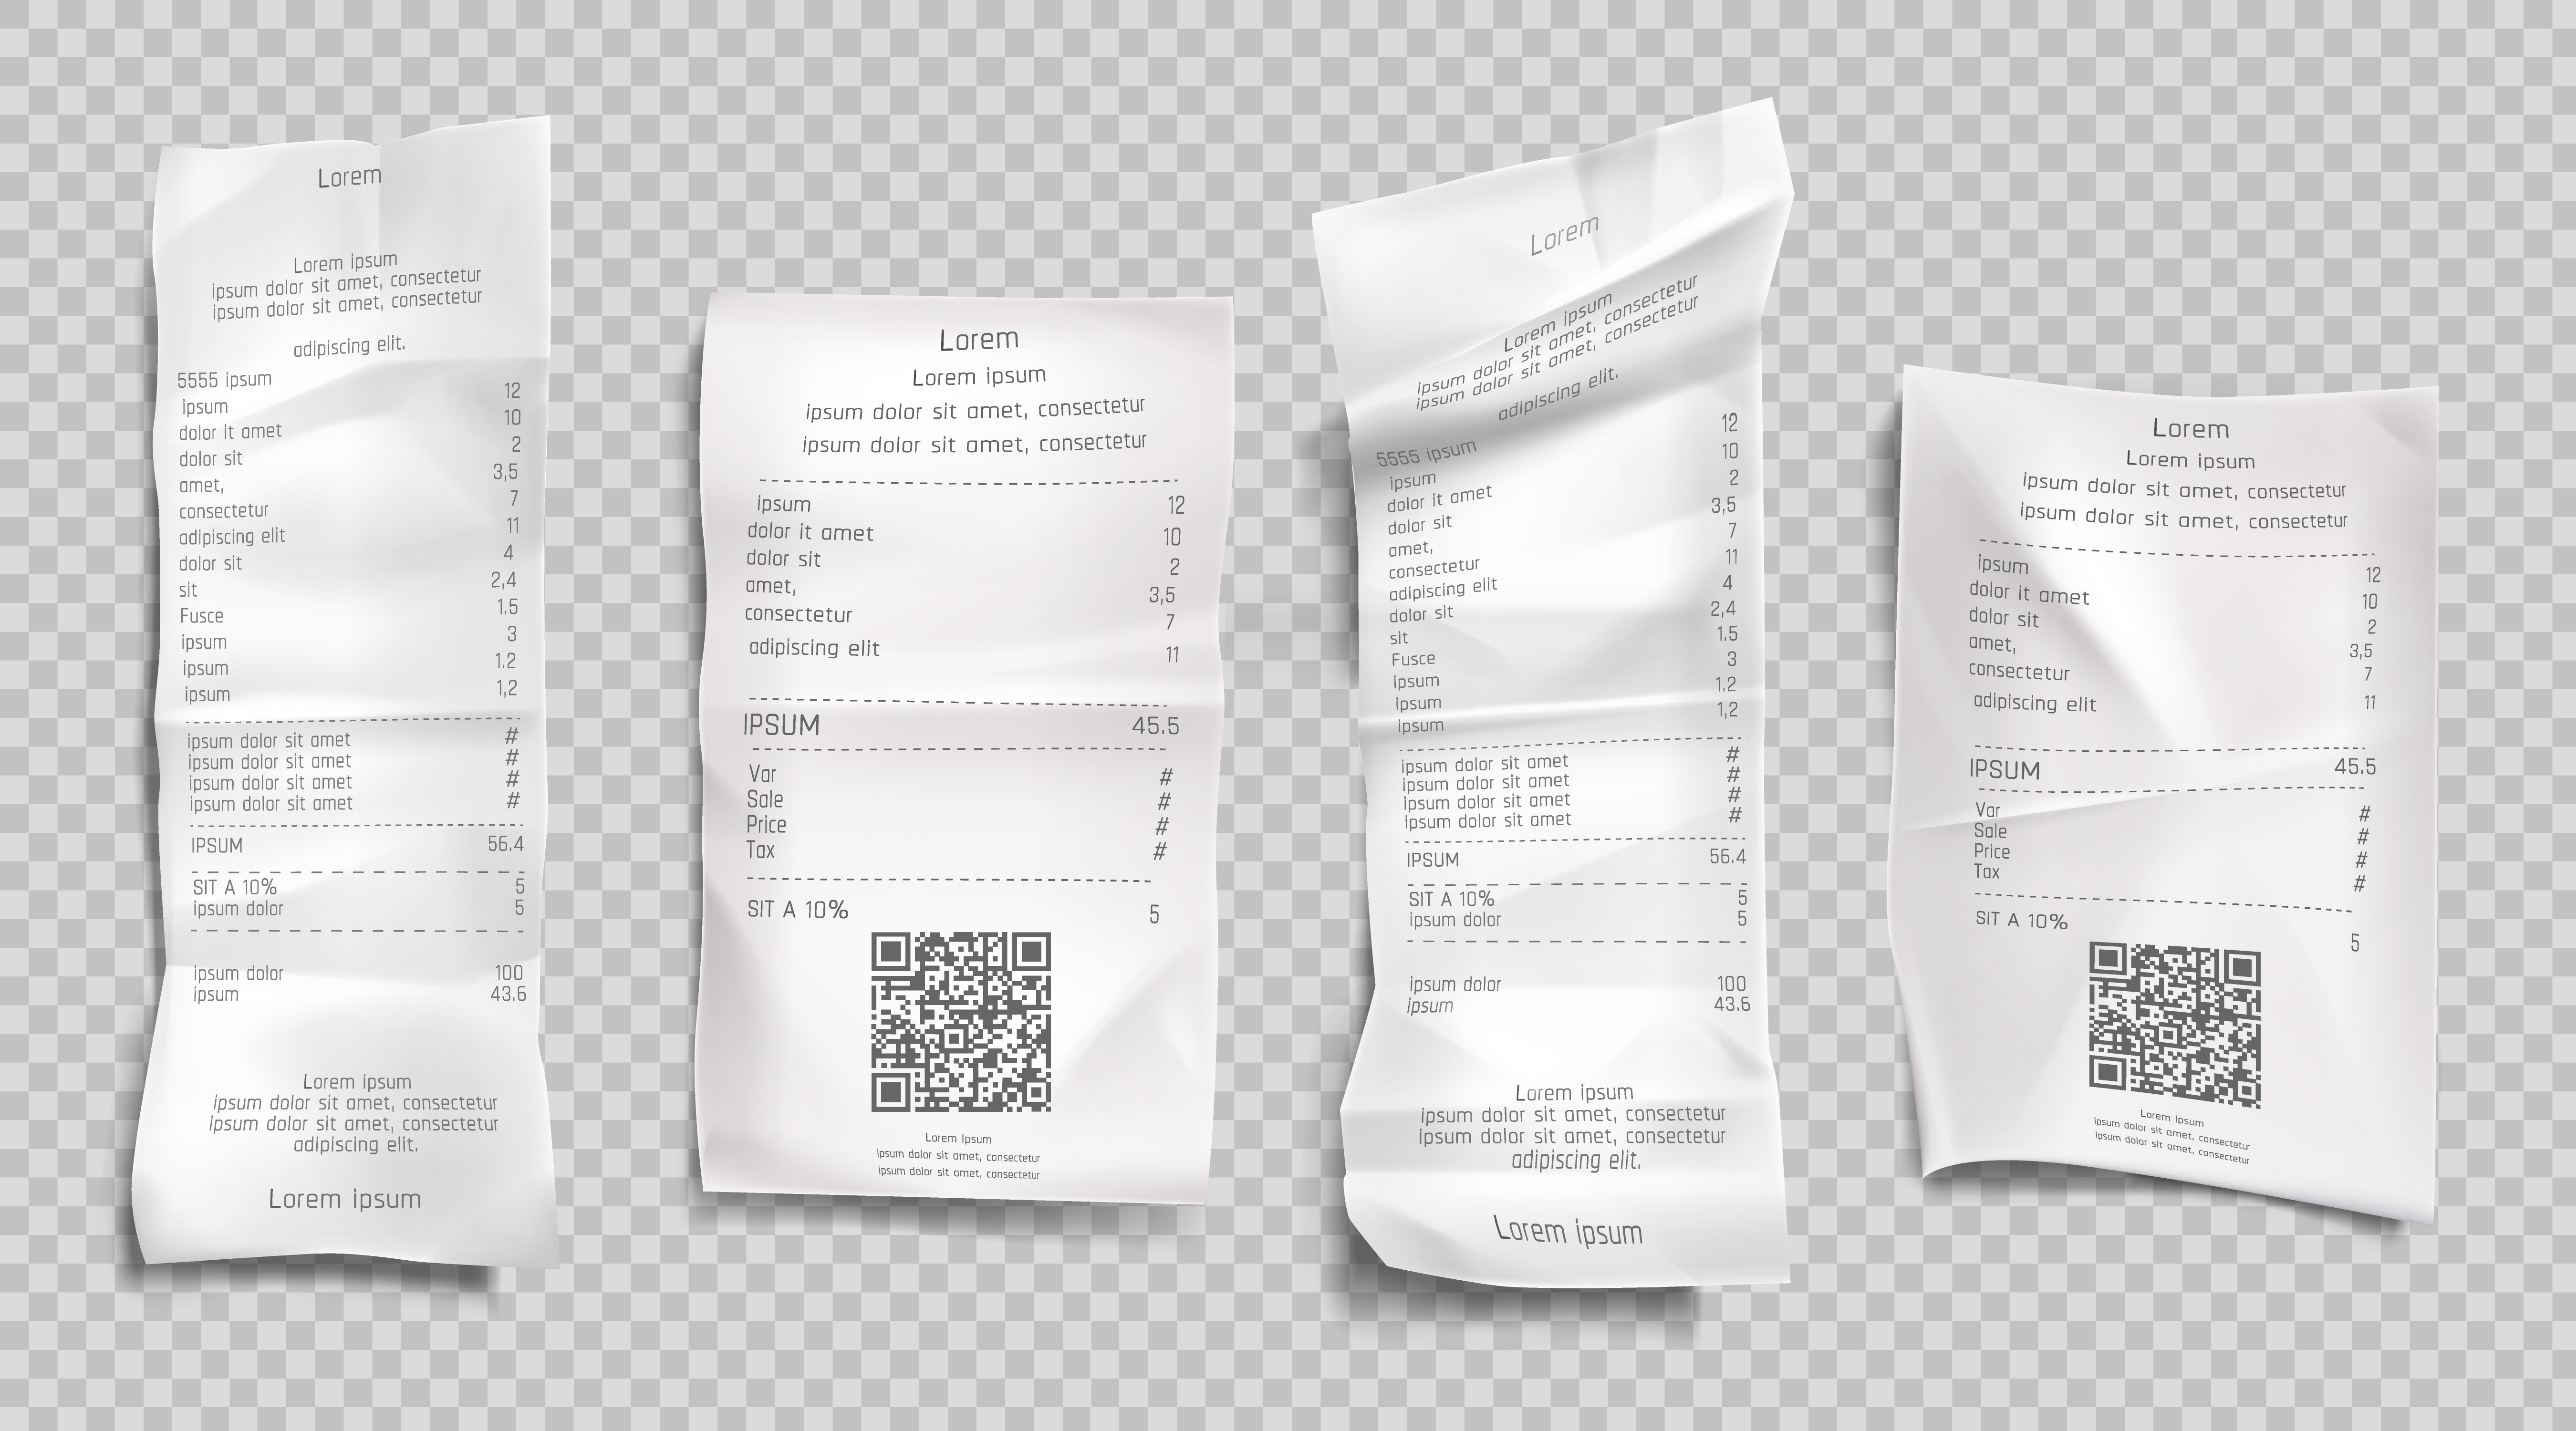 Lorem
Lorem ipsum
ipsum dolor sit amet, consectetur
ipsum dolor sit amet, consectetur
adipiscing elit.
5555 ipsum 12
ipsum 10
dolor it amet 2
dolor sit 3,5
amet, 7
consectetur 11
adipiscing elit 4
dolor sit 2,4
sit 1.5
Fusce 3
ipsum 1.2
ipsum 1,2
ipsum
ipsum dolor sit amet #
ipsum dolor sit amet #
ipsum dolor sit amet #
ipsum dolor sit amet #
IPSUM 56.4
SIT A 10% 5
ipsum dolor 5
ipsum dolor 100
ipsum 43.6
Lorem ipsum
ipsum dolor sit amet, consectetur
ipsum dolor sit amet, consectetur
adipiscing elit.
Lorem ipsum
Lorem
Lorem ipsum
ipsum dolor sit amet, consectetur
ipsum dolor sit amet, consectetur
ipsum 12
dolor it amet 10
dolor sit 2
amet, 3,5
consectetur 7
adipiscing elit 11
IPSUM 45.5
Var #
Sale #
Price #
Tax #
SIT A 10% 5
Lorem ipsum
ipsum dolor sit amet, consectetur
ipsum dolor sit amet, consectetur
Lorem
Lorem ipsum
ipsum dolor sit amet, consectetur
ipsum dolor sit amet, consectetur
adipiscing elit.
5555 ipsum 12
ipsum 10
dolor it amet 2
dolor sit 3,5
amet, 7
consectetur 11
adipiscing elit 4
dolor sit 2,4
sit 1.5
Fusce 3
ipsum 1.2
ipsum 1,2
ipsum
ipsum dolor sit amet #
ipsum dolor sit amet #
ipsum dolor sit amet #
ipsum dolor sit amet #
IPSUM 56.4
SIT A 10% 5
ipsum dolor 5
ipsum dolor 100
ipsum 43.6
Lorem ipsum
ipsum dolor sit amet, consectetur
ipsum dolor sit amet, consectetur
adipiscing elit.
Lorem ipsum
Lorem
Lorem ipsum
ipsum dolor sit amet, consectetur
ipsum dolor sit amet, consectetur
ipsum 12
dolor it amet 10
dolor sit 2
amet, 3,5
consectetur 7
adipiscing elit 11
IPSUM 45.5
Var #
Sale #
Price #
Tax #
SIT A 10% 5
Lorem ipsum
ipsum dolor sit amet, consectetur
ipsum dolor sit amet, consectetur